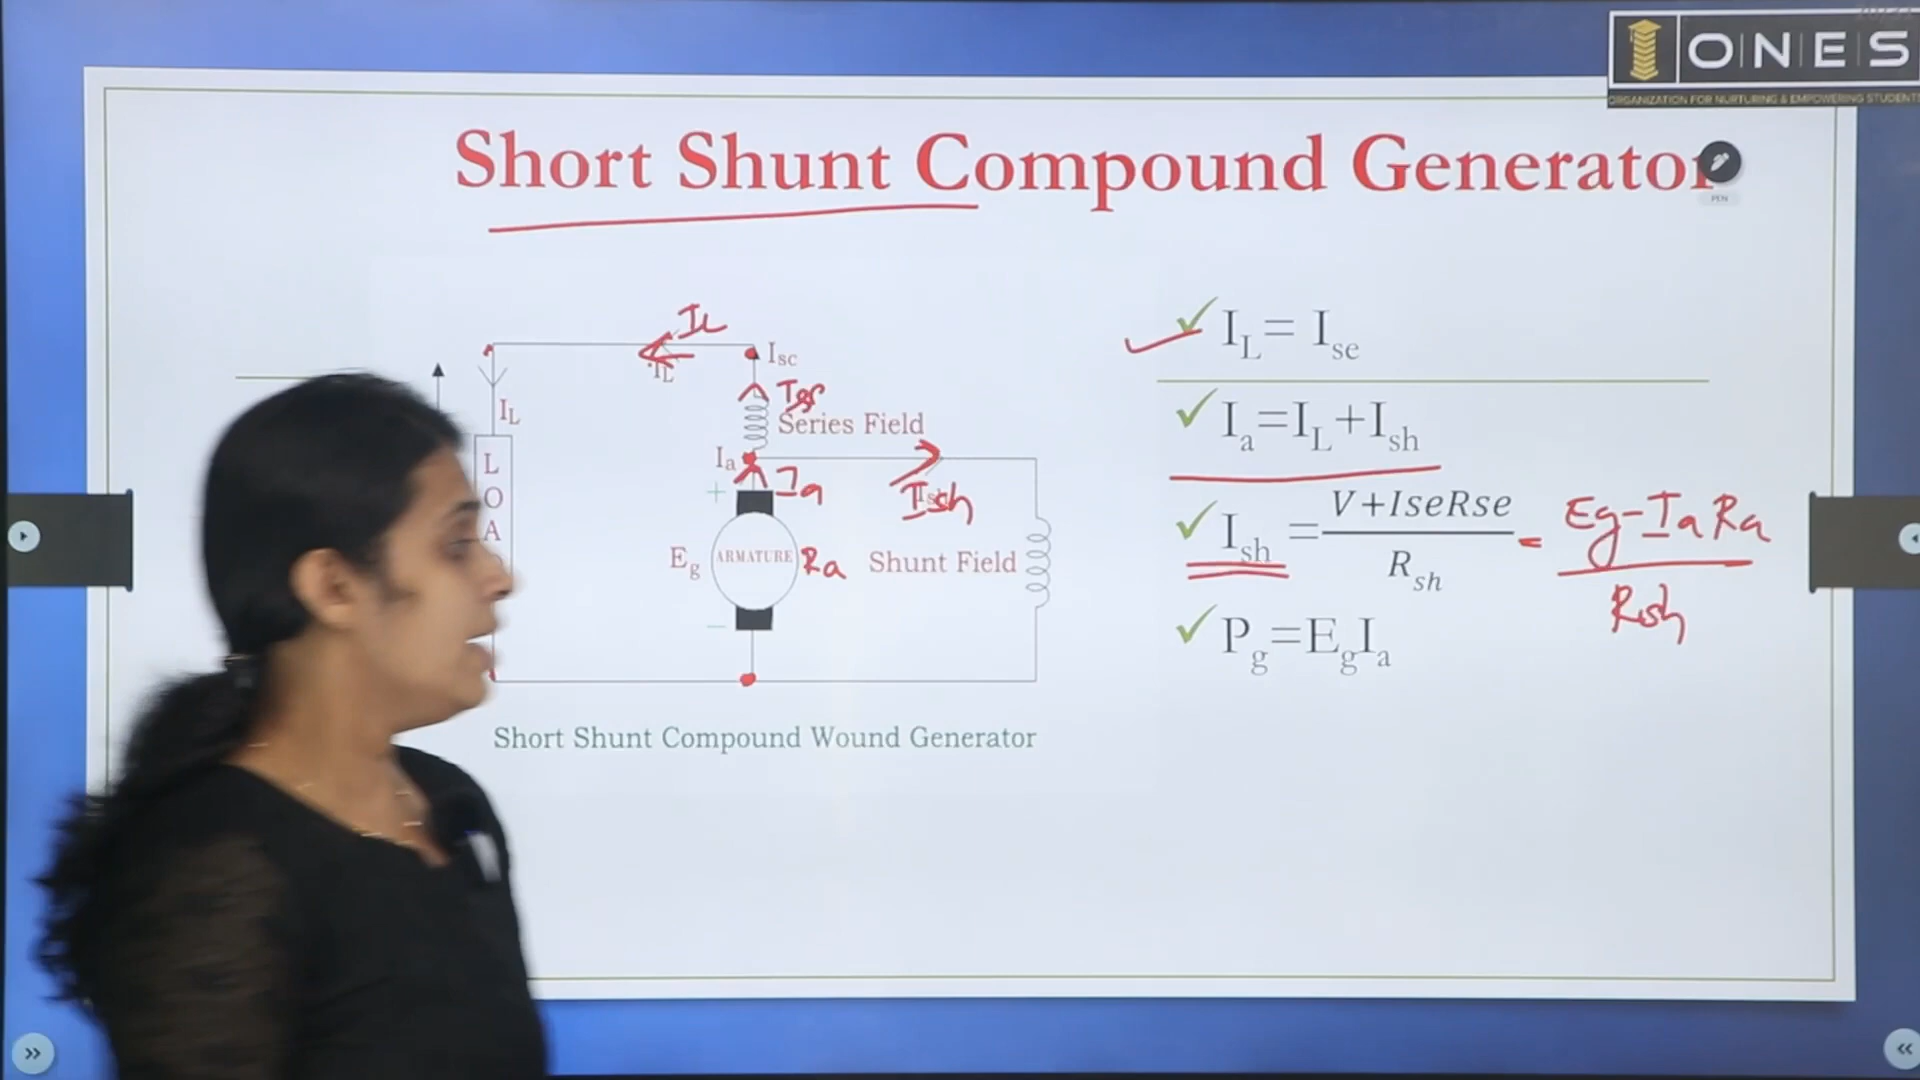 ONES
ORGANIZATION FOR NURTURING & EMPOWERING STUDENTS
Short Shunt Compound Generator
PEN
IL
Isc
IL
Ise
IL
Series Field
Ia
Ia
Ish
+
L
O
A
Eg
ARMATURE
Ra
Shunt Field
−
Short Shunt Compound Wound Generator
✓ IL= Ise
✓ Ia=IL+Ish
✓ Ish = V+IseRse / Rsh = Eg-IaRa / Rsh
✓ Pg=EgIa